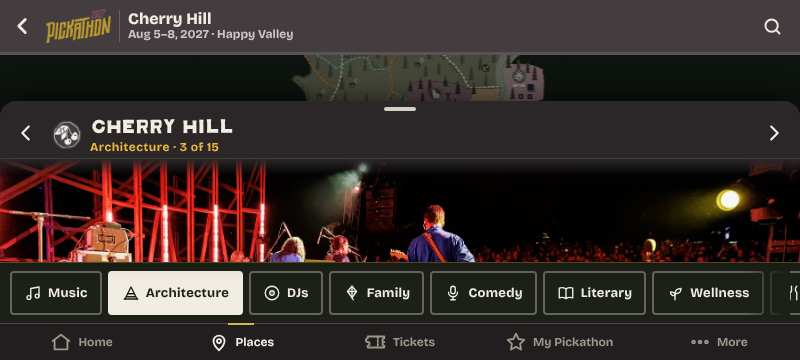 PICKATHON
Cherry Hill
Aug 5–8, 2027 · Happy Valley
CHERRY HILL
Architecture · 3 of 15
Music
Architecture
DJs
Family
Comedy
Literary
Wellness
Home
Places
Tickets
My Pickathon
More